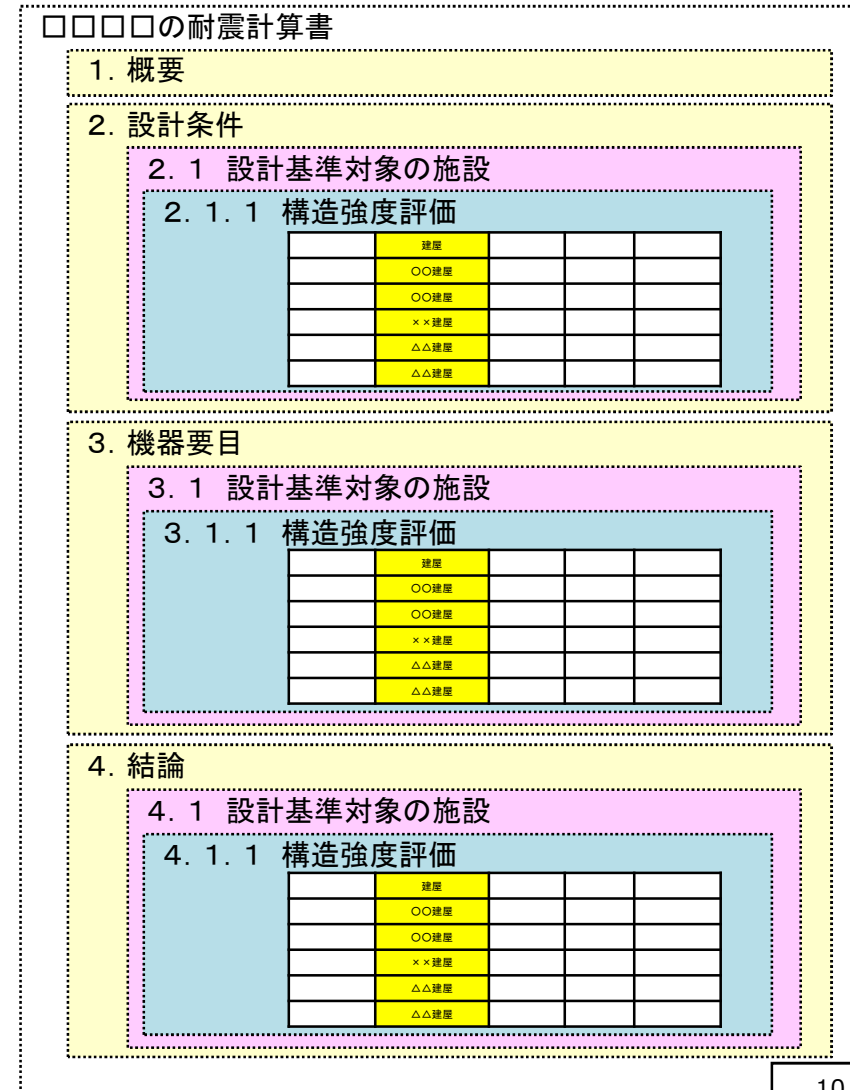 □□□□の耐震計算書
1．概要
2．設計条件
2．1 設計基準対象の施設
2．1．1 構造強度評価
建屋
○○建屋
○○建屋
××建屋
△△建屋
△△建屋
3．機器要目
3．1 設計基準対象の施設
3．1．1 構造強度評価
建屋
○○建屋
○○建屋
××建屋
△△建屋
△△建屋
4．結論
4．1 設計基準対象の施設
4．1．1 構造強度評価
建屋
○○建屋
○○建屋
××建屋
△△建屋
△△建屋
10